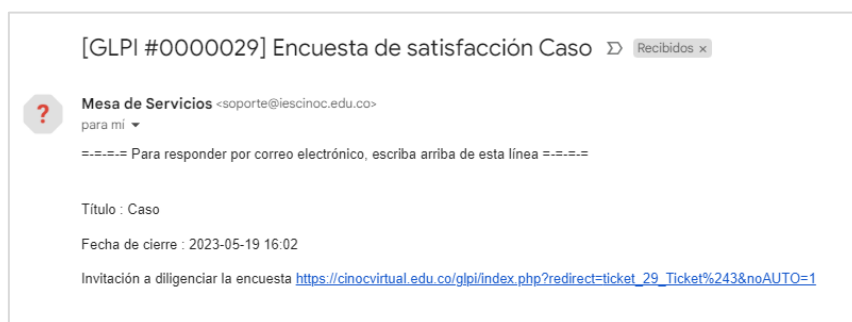 [GLPI #0000029] Encuesta de satisfacción Caso Recibidos x
?
Mesa de Servicios <soporte@iescinoc.edu.co>
para mí
=-=-=-= Para responder por correo electrónico, escriba arriba de esta línea =-=-=-=
Título : Caso
Fecha de cierre : 2023-05-19 16:02
Invitación a diligenciar la encuesta https://cinocvirtual.edu.co/glpi/index.php?redirect=ticket_29_Ticket%243&noAUTO=1